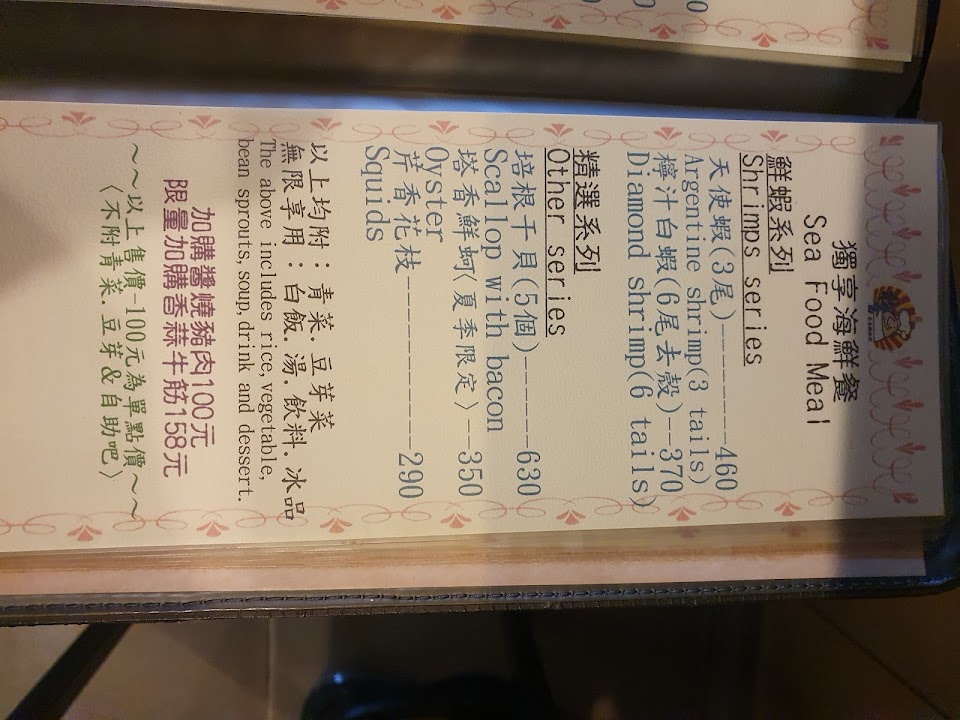 獨享海鮮餐
Sea Food Meal
鮮蝦系列
Shrimps series
天使蝦(3尾)--------460
Argentine shrimp(3 tails)
檸汁白蝦(6尾去殼)--370
Diamond shrimp(6 tails)
精選系列
Other series
培根干貝(5個)------630
Scallop with bacon
塔香鮮蚵(夏季限定)--350
Oyster
芹香花枝------------290
Squids
以上均附：青菜.豆芽菜
無限享用：白飯.湯.飲料.冰品
The above includes rice,vegetable,
bean sprouts,soup,drink and dessert.
加購醬燒豬肉100元
限量加購香蒜牛筋158元
～～以上售價-100元為單點價～～
〈不附青菜.豆芽&自助吧〉